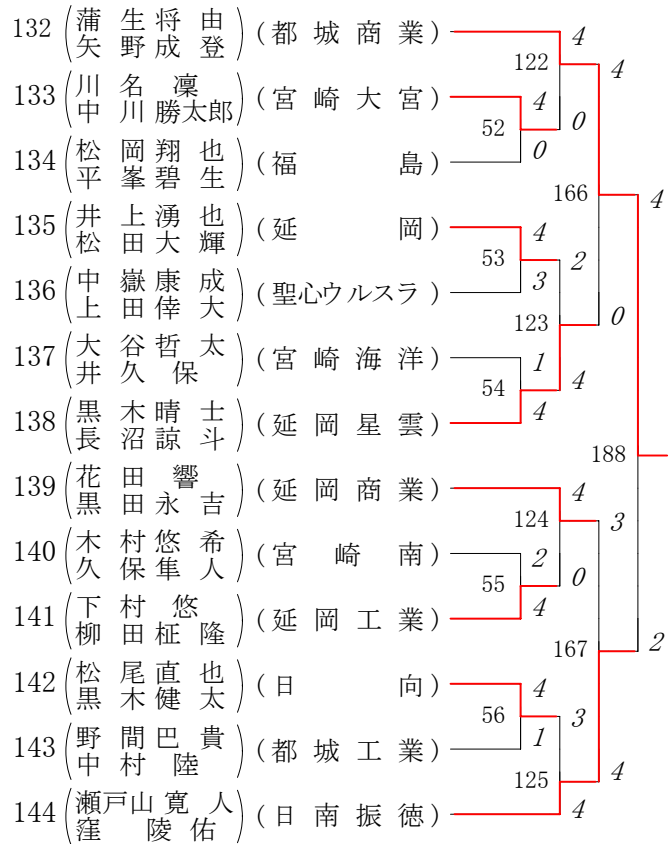 132 (蒲生将由 矢野成登) (都城商業) 4
122 4
133 (川名凜 中川勝太郎) (宮崎大宮) 4 0
52
134 (松岡翔也 平峯碧生) (福島) 0
166 4
135 (井上湧也 松田大輝) (延岡) 4
53 2
136 (中嶽康成 上田倖大) (聖心ウルスラ) 3
123 0
137 (大谷哲太 井久保) (宮崎海洋) 1
54 4
138 (黒木晴士 長沼諒斗) (延岡星雲) 4
188
139 (花田響 黒田永吉) (延岡商業) 4
124 3
140 (木村悠希 久保隼人) (宮崎南) 2
55 0
141 (下村悠 柳田柾隆) (延岡工業) 4
167 2
142 (松尾直也 黒木健太) (日向) 4
56 3
143 (野間巴貴 中村陸) (都城工業) 1
125 4
144 (瀬戸山寛人 窪陵佑) (日南振徳) 4